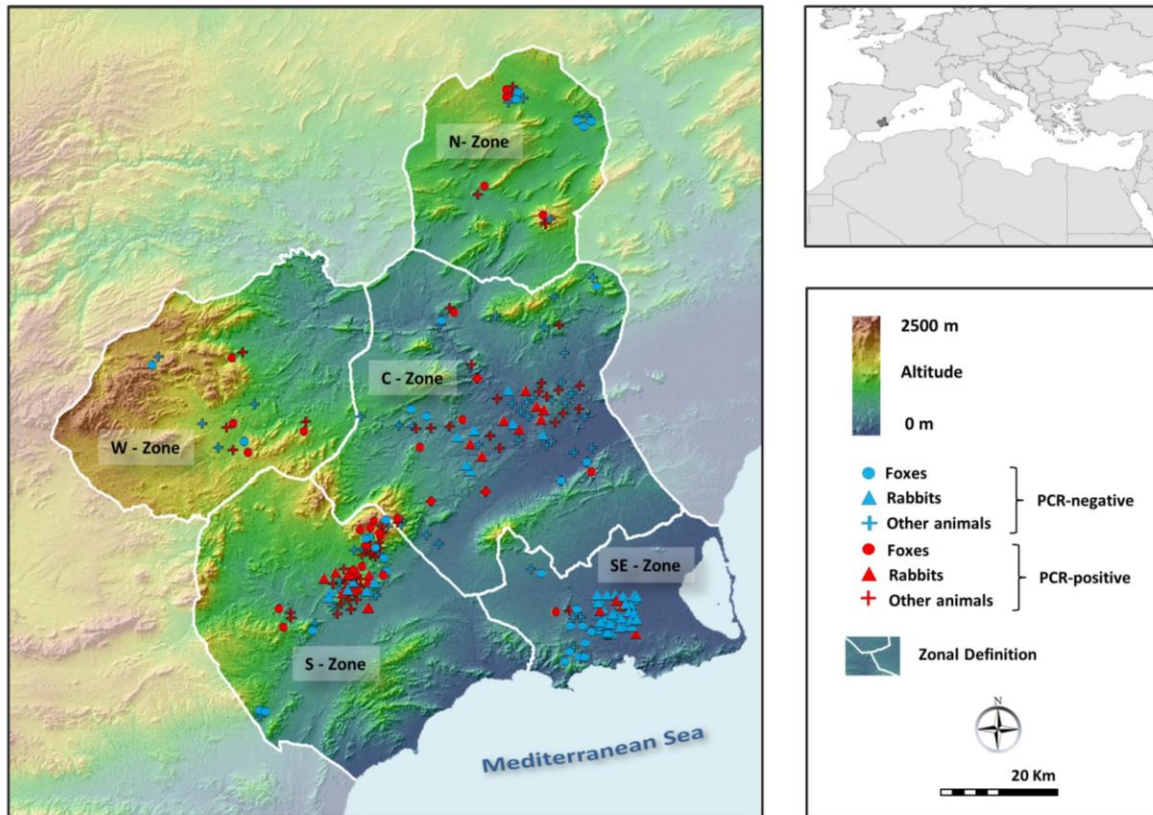 N- Zone
C - Zone
W - Zone
SE - Zone
S - Zone
Mediterranean Sea
2500 m
Altitude
0 m
Foxes
Rabbits
Other animals
PCR-negative
Foxes
Rabbits
Other animals
PCR-positive
Zonal Definition
N
20 Km